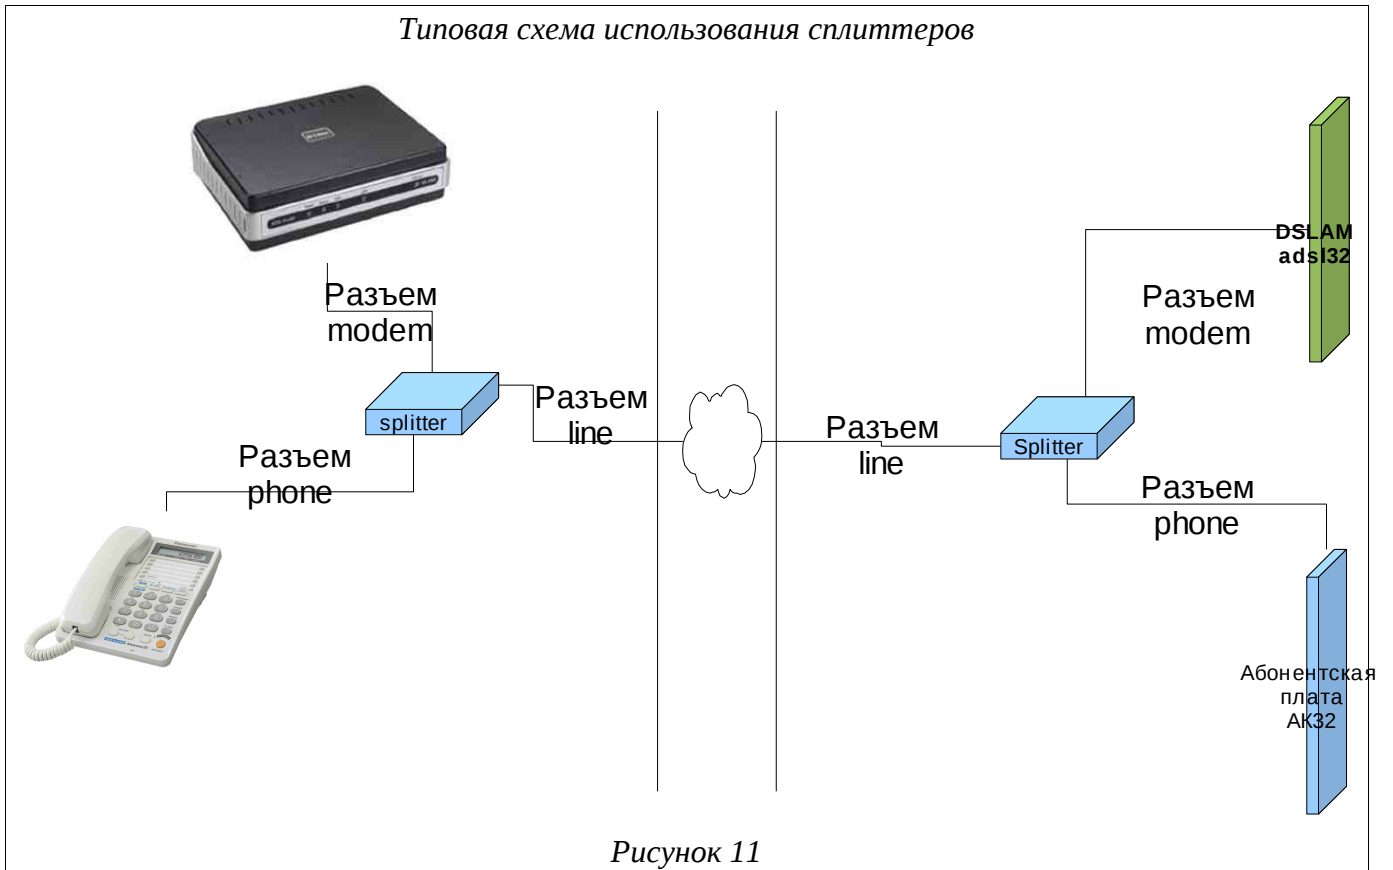 Типовая схема использования сплиттеров
Разъем
modem
splitter
Разъем
phone
Разъем
line
Разъем
line
Splitter
Разъем
modem
DSLAM
adsl32
Разъем
phone
Абонентская
плата
АК32
Рисунок 11